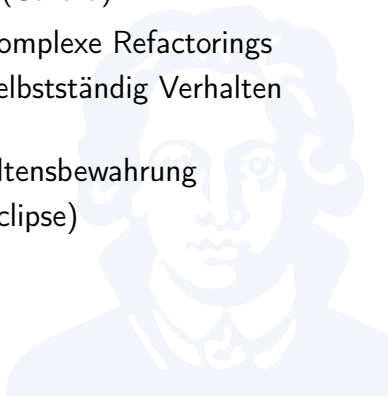 omplexe Refactorings
elbstständig Verhalten
ltensbewahrung
clipse)